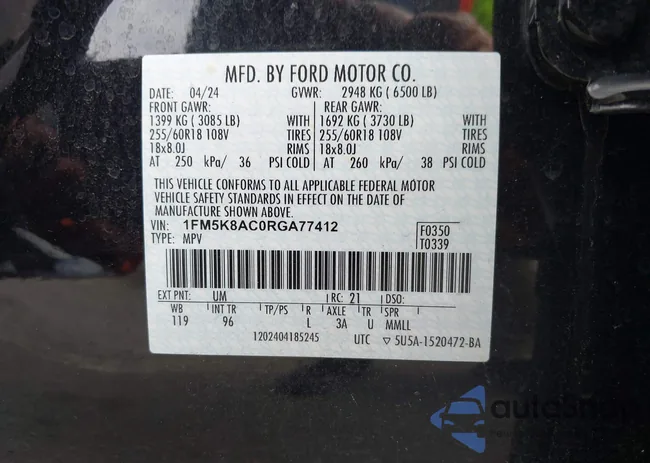 MFD. BY FORD MOTOR CO.
DATE: 04/24 GVWR: 2948 KG ( 6500 LB)
FRONT GAWR: REAR GAWR:
1399 KG ( 3085 LB) WITH 1692 KG ( 3730 LB) WITH
255/60R18 108V TIRES 255/60R18 108V TIRES
18x8.0J RIMS 18x8.0J RIMS
AT 250 kPa/ 36 PSI COLD AT 260 kPa/ 38 PSI COLD
THIS VEHICLE CONFORMS TO ALL APPLICABLE FEDERAL MOTOR
VEHICLE SAFETY STANDARDS IN EFFECT ON THE DATE OF
MANUFACTURE SHOWN ABOVE.
VIN: 1FM5K8AC0RGA77412 F0350
TYPE: MPV T0339
EXT PNT: UM RC: 21 DSO:
WB INT TR TP/PS R AXLE TR SPR
119 96 L 3A U MMLL
1202404185245 UTC ▽ 5U5A-1520472-BA